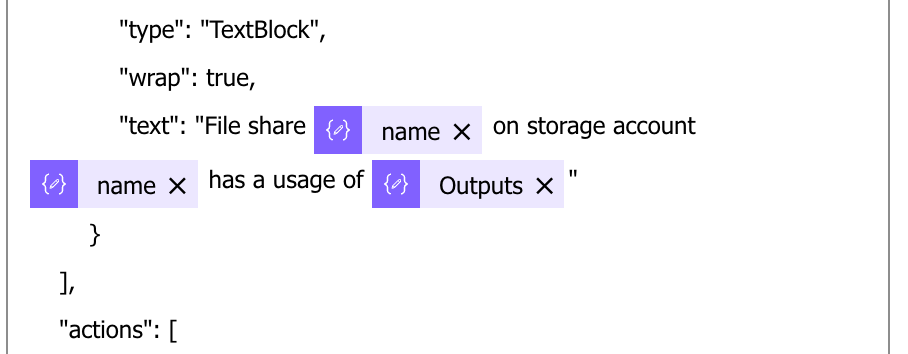 "type": "TextBlock",
"wrap": true,
"text": "File share {} name × on storage account
{} name × has a usage of {} Outputs × "
}
],
"actions": [